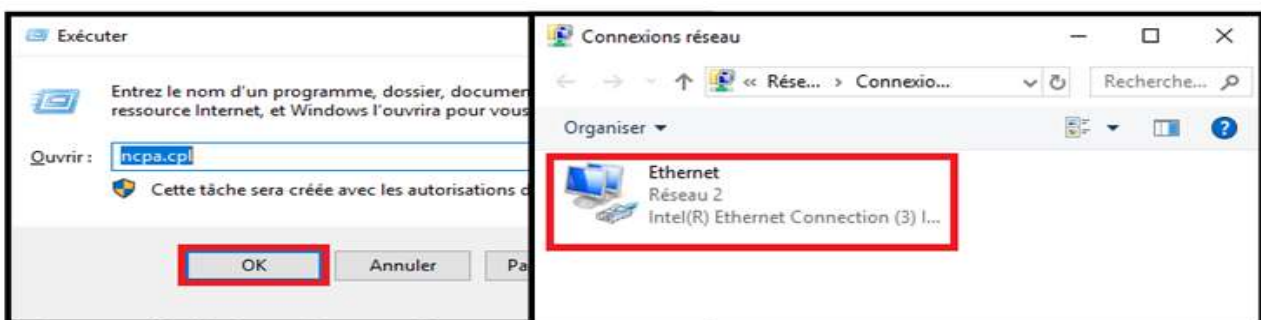 Exécuter
Entrez le nom d'un programme, dossier, documen
ressource Internet, et Windows l'ouvrira pour vous
Ouvrir :
ncpa.cpl
Cette tâche sera créée avec les autorisations d
OK
Annuler
Pa
Connexions réseau
« Rése... › Connexio...
Recherche...
Organiser
Ethernet
Réseau 2
Intel(R) Ethernet Connection (3) I...